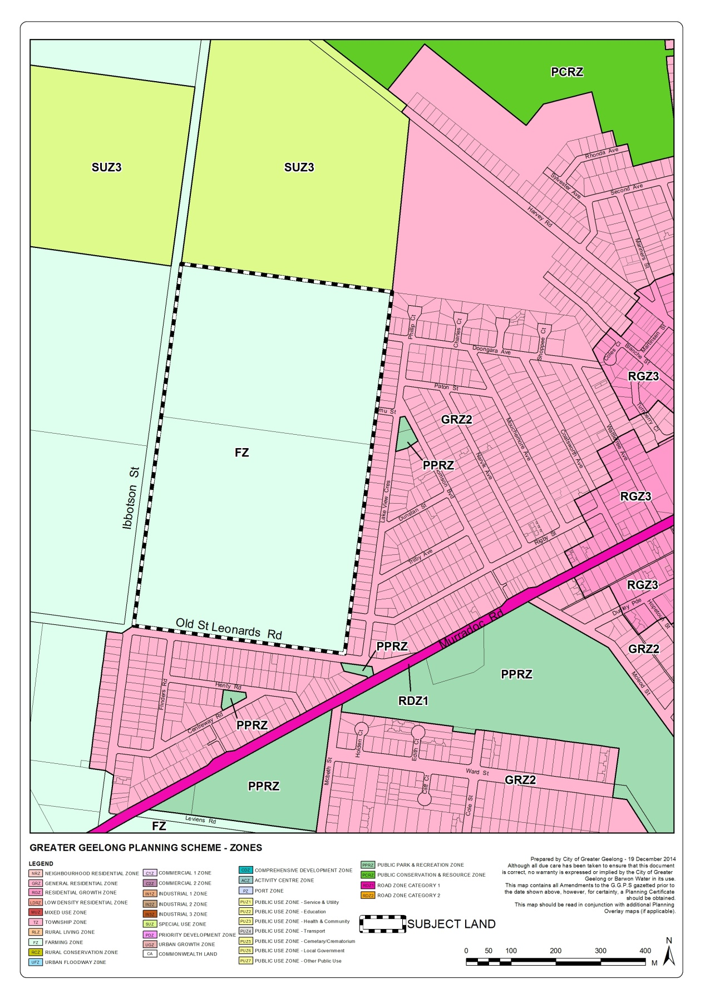 PCRZ
SUZ3
SUZ3
Rhonda Ave
Sylvester Ave
Second Ave
Harvey Rd
Mariners St
Phillip Ct
Charles Ct
Shoppee Ct
Doongara Ave
Martinsen St
Coles Ct
Blanche St
RGZ3
Paton St
Turnberry Ct
mu St
GRZ2
Mouchemore Ave
Coatsworth Ave
Wattletree Ave
FZ
PPRZ
Narvik Ave
omson Blvd
Ibbotson St
Lake View Cres
RGZ3
Dunstan St
Rigby St
Trilby Ave
RGZ3
Dudley Pde
Hopetoun St
Murradoc Rd
Old St Leonards Rd
PPRZ
GRZ2
PPRZ
Mcleod St
Flinders Rd
Henty Rd
RDZ1
Centreway Rd
PPRZ
Holden Ct
Edith Ct
Mcbeth St
Ward St
GRZ2
PPRZ
Cliff Ct
Cole St
Leviens Rd
FZ
GREATER GEELONG PLANNING SCHEME - ZONES
LEGEND
NRZ NEIGHBOURHOOD RESIDENTIAL ZONE
GRZ GENERAL RESIDENTIAL ZONE
RGZ RESIDENTIAL GROWTH ZONE
LDRZ LOW DENSITY RESIDENTIAL ZONE
MUZ MIXED USE ZONE
TZ TOWNSHIP ZONE
RLZ RURAL LIVING ZONE
FZ FARMING ZONE
RCZ RURAL CONSERVATION ZONE
UFZ URBAN FLOODWAY ZONE
C1Z COMMERCIAL 1 ZONE
C2Z COMMERCIAL 2 ZONE
IN1Z INDUSTRIAL 1 ZONE
IN2Z INDUSTRIAL 2 ZONE
IN3Z INDUSTRIAL 3 ZONE
SUZ SPECIAL USE ZONE
PDZ PRIORITY DEVELOPMENT ZONE
UGZ URBAN GROWTH ZONE
CA COMMONWEALTH LAND
CDZ COMPREHENSIVE DEVELOPMENT ZONE
ACZ ACTIVITY CENTRE ZONE
PZ PORT ZONE
PUZ1 PUBLIC USE ZONE - Service & Utility
PUZ2 PUBLIC USE ZONE - Education
PUZ3 PUBLIC USE ZONE - Health & Community
PUZ4 PUBLIC USE ZONE - Transport
PUZ5 PUBLIC USE ZONE - Cemetary/Crematorium
PUZ6 PUBLIC USE ZONE - Local Government
PUZ7 PUBLIC USE ZONE - Other Public Use
PPRZ PUBLIC PARK & RECREATION ZONE
PCRZ PUBLIC CONSERVATION & RESOURCE ZONE
RDZ1 ROAD ZONE CATEGORY 1
RDZ2 ROAD ZONE CATEGORY 2
SUBJECT LAND
Prepared by City of Greater Geelong - 19 December 2014
Although all due care has been taken to ensure that this document
is correct, no warranty is expressed or implied by the City of Greater
Geelong or Barwon Water in its use.
This map contains all Amendments to the G.G.P.S gazetted prior to
the date shown above, however, for certainty, a Planning Certificate
should be obtained.
This map should be read in conjunction with additional Planning
Overlay maps (if applicable).
N
0 50 100 200 300 400
M